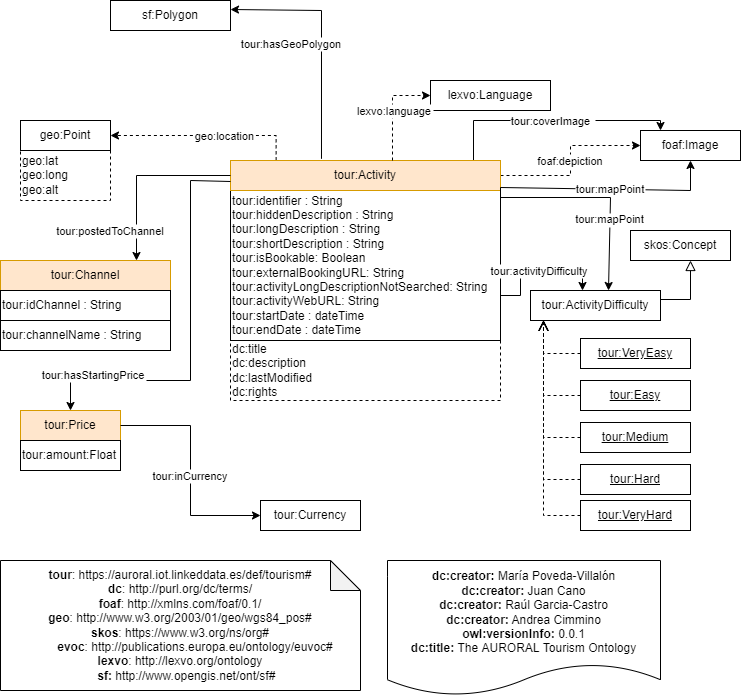 sf:Polygon
tour:hasGeoPolygon
lexvo:Language
lexvo:language
tour:coverImage
geo:Point
geo:lat
geo:long
geo:alt
geo:location
foaf:Image
foaf:depiction
tour:mapPoint
tour:mapPoint
tour:Activity
tour:identifier : String
tour:hiddenDescription : String
tour:longDescription : String
tour:shortDescription : String
tour:isBookable: Boolean
tour:externalBookingURL: String
tour:activityLongDescriptionNotSearched: String
tour:activityWebURL: String
tour:startDate : dateTime
tour:endDate : dateTime
dc:title
dc:description
dc:lastModified
dc:rights
tour:postedToChannel
tour:Channel
tour:idChannel : String
tour:channelName : String
skos:Concept
tour:activityDifficulty
tour:ActivityDifficulty
tour:VeryEasy
tour:Easy
tour:Medium
tour:Hard
tour:VeryHard
tour:hasStartingPrice
tour:Price
tour:amount:Float
tour:inCurrency
tour:Currency
tour: https://auroral.iot.linkeddata.es/def/tourism#
dc: http://purl.org/dc/terms/
foaf: http://xmlns.com/foaf/0.1/
geo: http://www.w3.org/2003/01/geo/wgs84_pos#
skos: https://www.w3.org/ns/org#
evoc: http://publications.europa.eu/ontology/euvoc#
lexvo: http://lexvo.org/ontology
sf: http://www.opengis.net/ont/sf#
dc:creator: María Poveda-Villalón
dc:creator: Juan Cano
dc:creator: Raúl Garcia-Castro
dc:creator: Andrea Cimmino
owl:versionInfo: 0.0.1
dc:title: The AURORAL Tourism Ontology